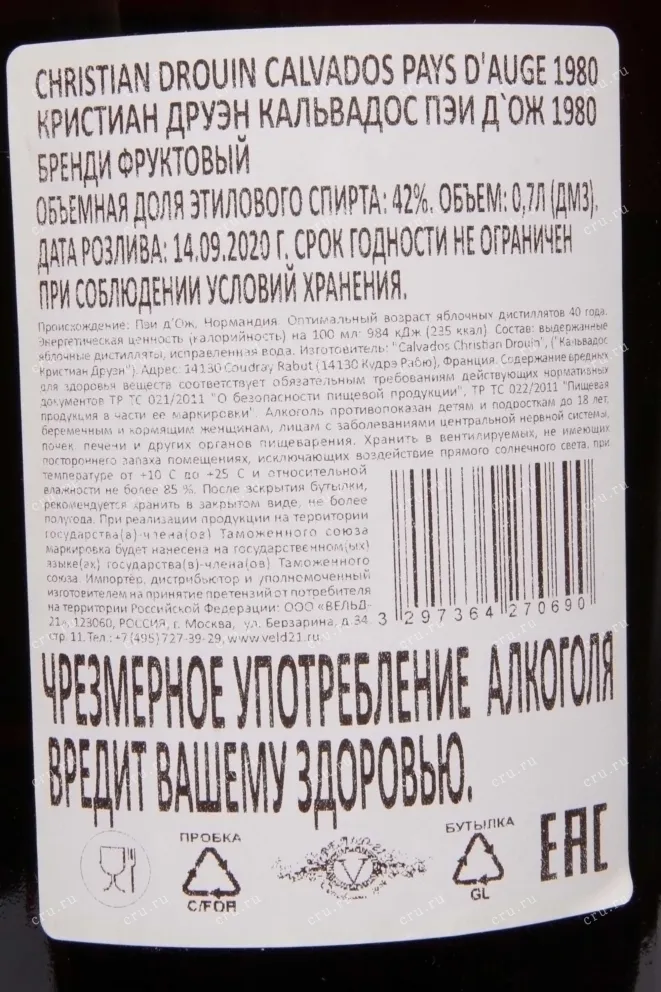 CHRISTIAN DROUIN CALVADOS PAYS D'AUGE 1980
КРИСТИАН ДРУЭН КАЛЬВАДОС ПЭИ Д`ОЖ 1980
БРЕНДИ ФРУКТОВЫЙ
ОБЪЕМНАЯ ДОЛЯ ЭТИЛОВОГО СПИРТА: 42%. ОБЪЕМ: 0,7Л (ДМ3).
ДАТА РОЗЛИВА: 14.09.2020 Г. СРОК ГОДНОСТИ НЕ ОГРАНИЧЕН
ПРИ СОБЛЮДЕНИИ УСЛОВИЙ ХРАНЕНИЯ.
Происхождение: Пэи д'Ож, Нормандия. Оптимальный возраст яблочных дистиллятов 40 года.
Энергетическая ценность (калорийность) на 100 мл: 984 кДж (235 ккал). Состав: выдержанные
яблочные дистилляты, исправленная вода. Изготовитель: "Calvados Christian Drouin", ("Кальвадос
Кристиан Друэн"). Адрес: 14130 Coudray Rabut (14130 Кудрэ Рабю), Франция. Содержание вредных
для здоровья веществ соответствует обязательным требованиям действующих нормативных
документов ТР ТС 021/2011 "О безопасности пищевой продукции", ТР ТС 022/2011 "Пищевая
продукция в части ее маркировки". Алкоголь противопоказан детям и подросткам до 18 лет,
беременным и кормящим женщинам, лицам с заболеваниями центральной нервной системы,
почек, печени и других органов пищеварения. Хранить в вентилируемых, не имеющих
постороннего запаха помещениях, исключающих воздействие прямого солнечного света, при
температуре от +10 С до +25 С и относительной
влажности не более 85 %. После вскрытия бутылки,
рекомендуется хранить в закрытом виде, не более
полугода. При реализации продукции на территории
государства(в)-члена(ов) Таможенного союза
маркировка будет нанесена на государственном(ых)
языке(ах) государства(в)-члена(ов) Таможенного
союза. Импортёр, дистрибьютор и уполномоченный
изготовителем на принятие претензий от потребителя
на территории Российской Федерации: ООО «ВЕЛЬД-
21», 123060, РОССИЯ, г. Москва, ул. Берзарина, д.34
стр. 11. Тел.: +7(495)727-39-29, www.veld21.ru
3 297364 270690
ЧРЕЗМЕРНОЕ УПОТРЕБЛЕНИЕ АЛКОГОЛЯ
ВРЕДИТ ВАШЕМУ ЗДОРОВЬЮ.
ПРОБКА
C/FOR
V
БУТЫЛКА
GL
EAC
cru.ru